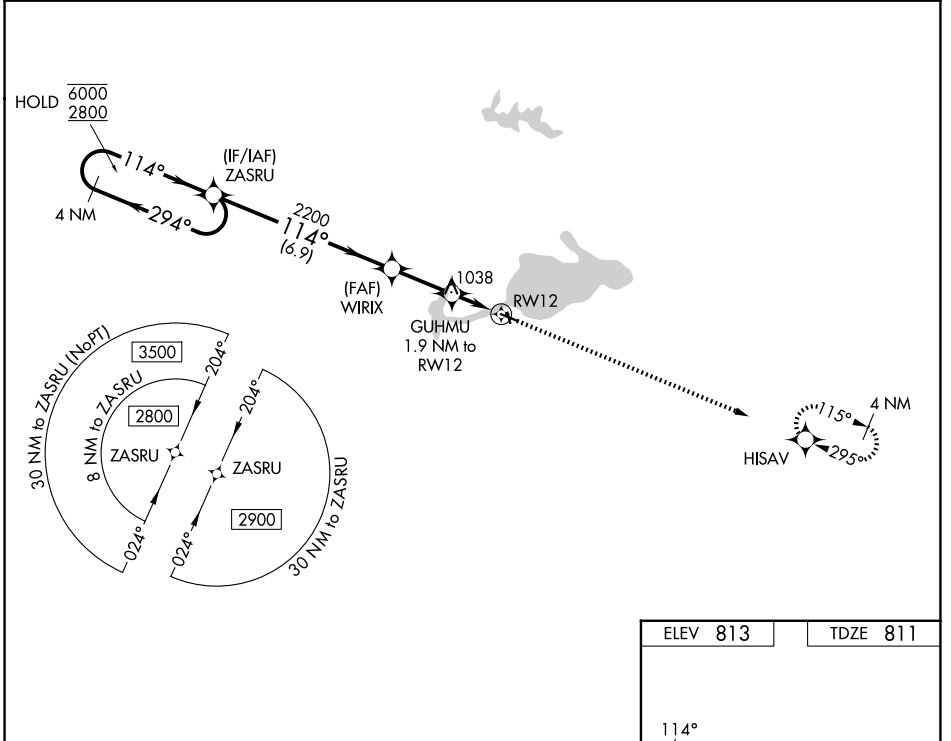 HOLD 6000
2800
114°
294°
4 NM
(IF/IAF)
ZASRU
2200
114°
(6.9)
(FAF)
WIRIX
1038
GUHMU
1.9 NM to
RW12
RW12
115°
295°
4 NM
HISAV
30 NM to ZASRU (NoPT)
3500
204°
8 NM to ZASRU
2800
ZASRU
024°
204°
ZASRU
2900
024°
30 NM to ZASRU
ELEV 813
TDZE 811
114°